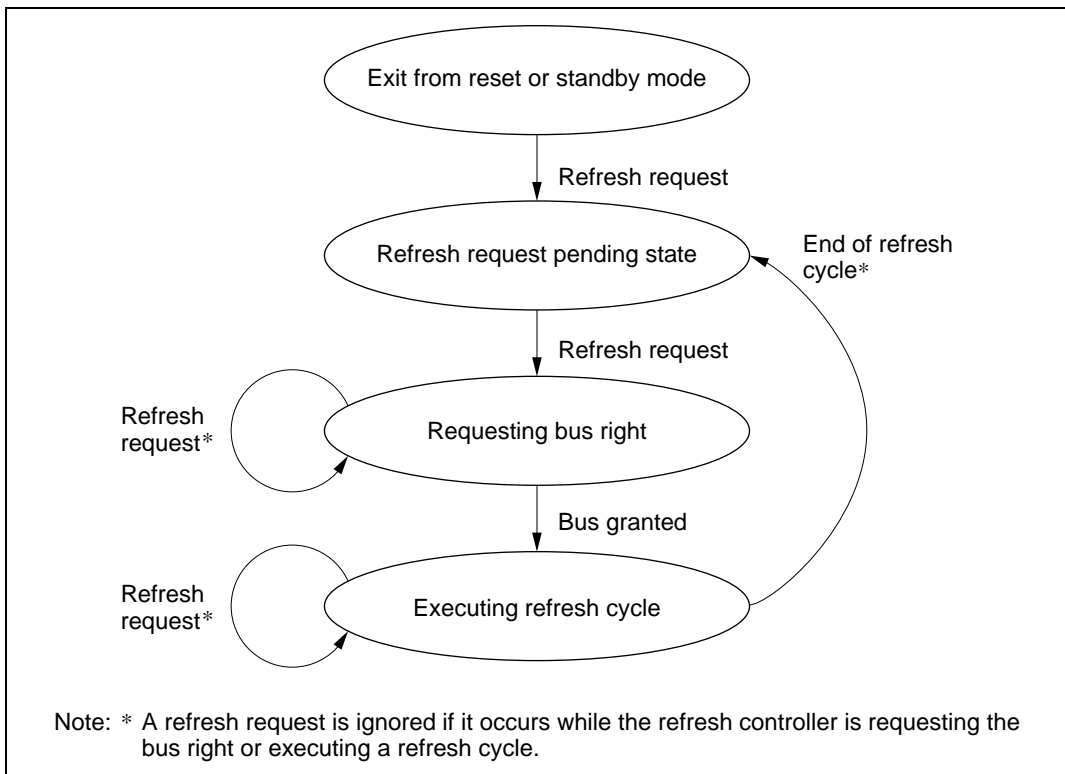 Exit from reset or standby mode
Refresh request
Refresh request pending state
End of refresh
cycle*
Refresh request
Refresh
request*
Requesting bus right
Bus granted
Refresh
request*
Executing refresh cycle
Note: * A refresh request is ignored if it occurs while the refresh controller is requesting the
bus right or executing a refresh cycle.